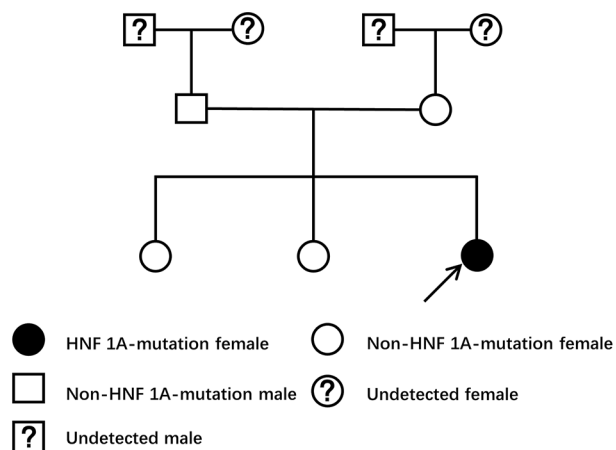 ? ? ? ?
HNF 1A-mutation female
Non-HNF 1A-mutation female
Non-HNF 1A-mutation male
? Undetected female
? Undetected male